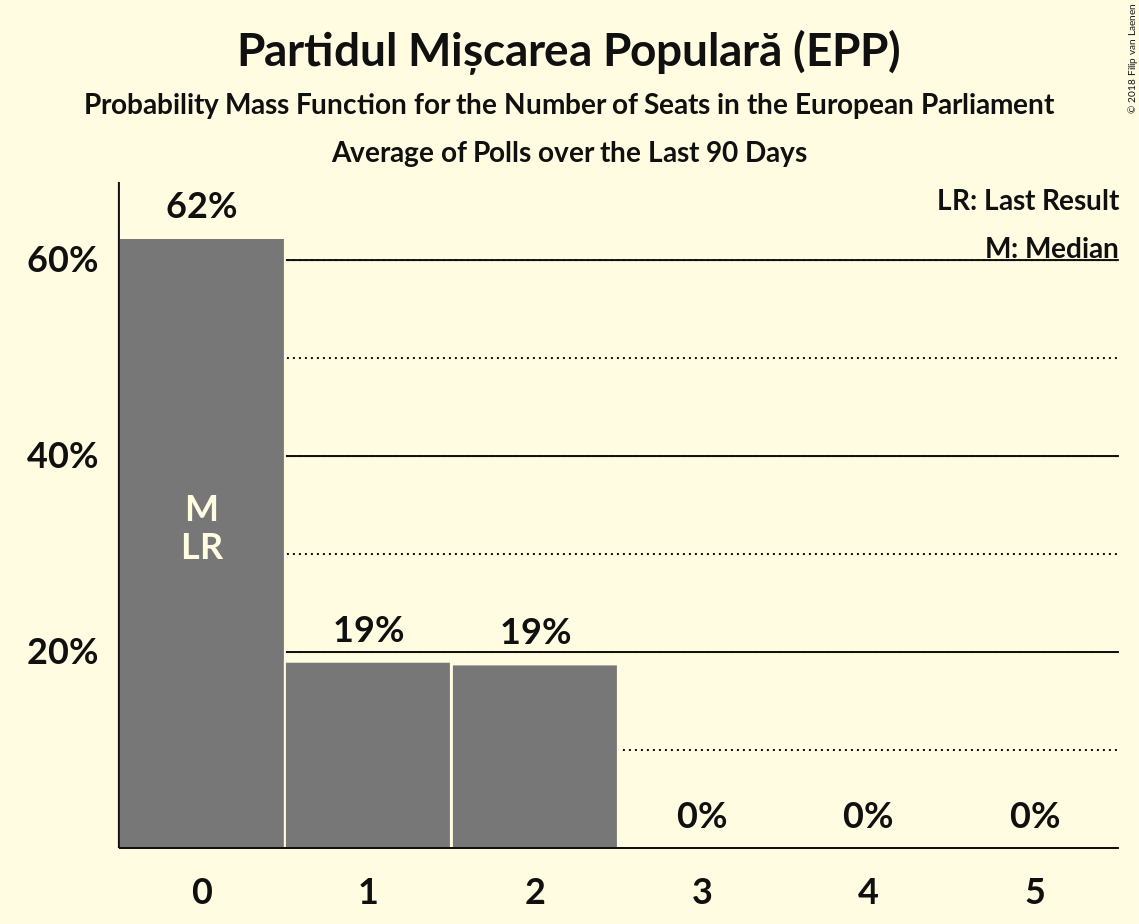 Partidul Mișcarea Populară (EPP)
Probability Mass Function for the Number of Seats in the European Parliament
Average of Polls over the Last 90 Days
© 2018 Filip van Laenen
LR: Last Result
M: Median
62%
60%
40%
M
LR
19%
19%
20%
0%
0%
0%
0
1
2
3
4
5